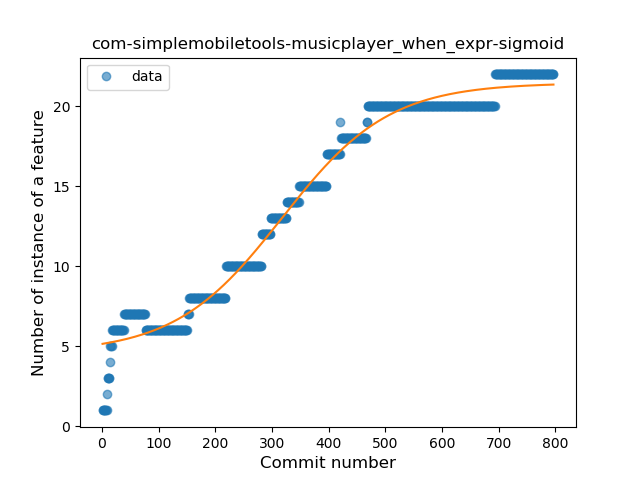 com-simplemobiletools-musicplayer_when_expr-sigmoid
data
Number of instance of a feature
20
15
10
5
0
0 100 200 300 400 500 600 700 800
Commit number